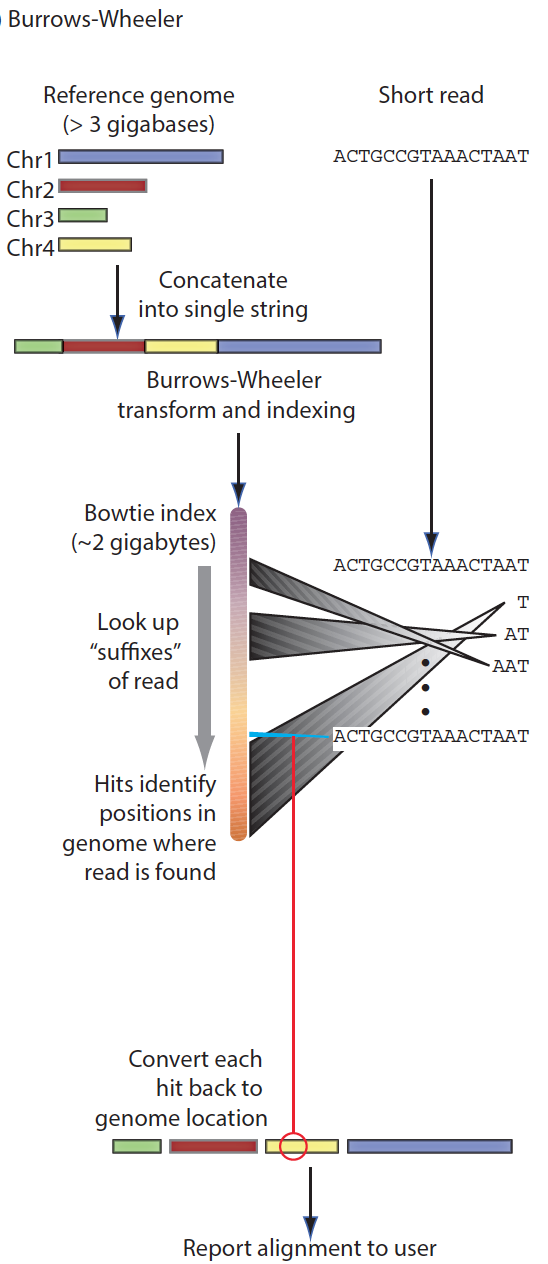 ) Burrows-Wheeler
Reference genome
(> 3 gigabases)
Short read
Chr1
ACTGCCGTAAACTAAT
Chr2
Chr3
Chr4
Concatenate
into single string
Burrows-Wheeler
transform and indexing
Bowtie index
(~2 gigabytes)
ACTGCCGTAAACTAAT
T
Look up
"suffixes"
of read
AT
AAT
ACTGCCGTAAACTAAT
Hits identify
positions in
genome where
read is found
Convert each
hit back to
genome location
Report alignment to user